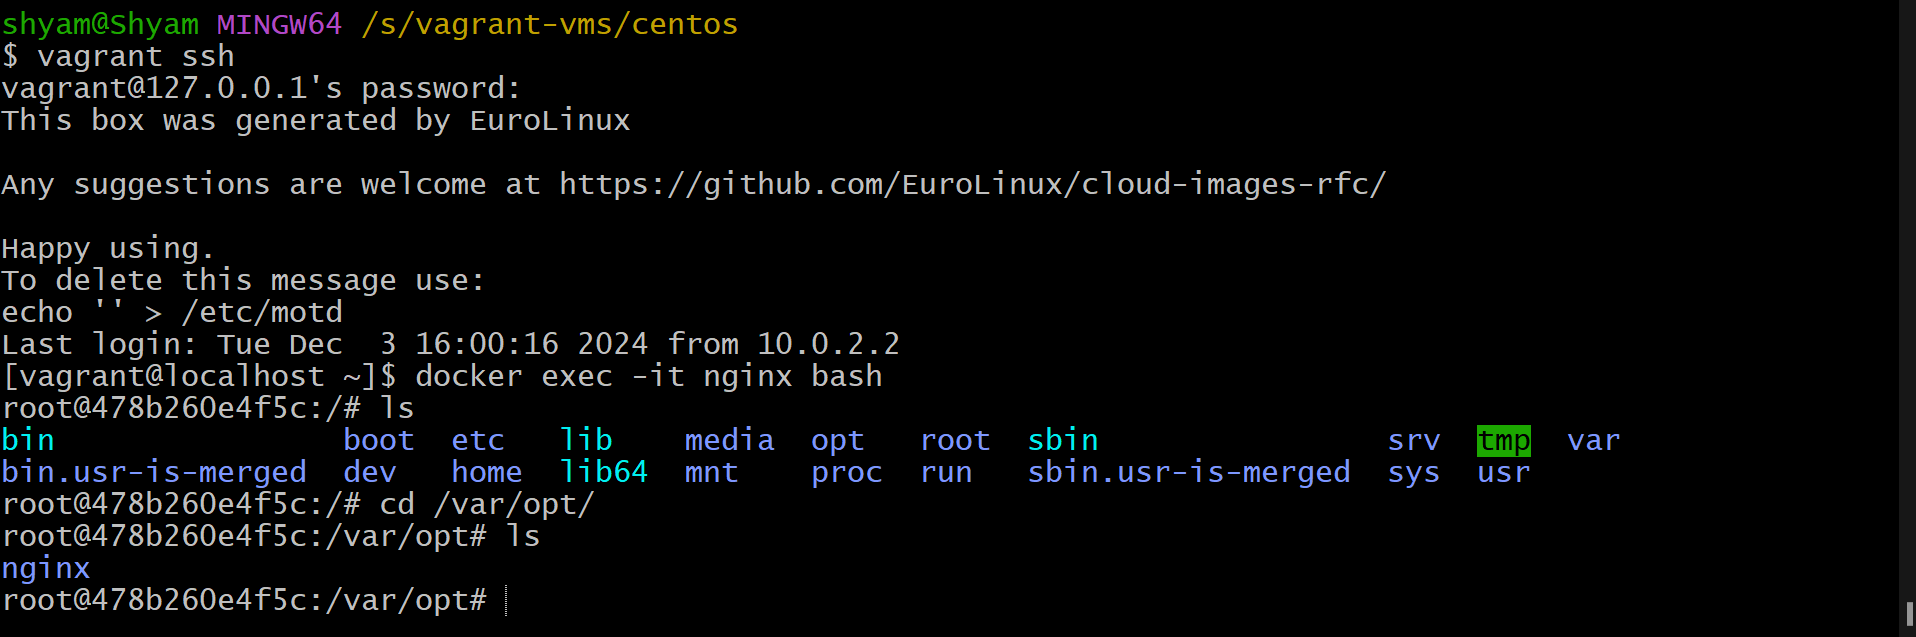 shyam@Shyam MINGW64 /s/vagrant-vms/centos
$ vagrant ssh
vagrant@127.0.0.1's password:
This box was generated by EuroLinux
Any suggestions are welcome at https://github.com/EuroLinux/cloud-images-rfc/
Happy using.
To delete this message use:
echo '' > /etc/motd
Last login: Tue Dec  3 16:00:16 2024 from 10.0.2.2
[vagrant@localhost ~]$ docker exec -it nginx bash
root@478b260e4f5c:/# ls
bin                boot  etc   lib    media  opt   root  sbin                srv  tmp  var
bin.usr-is-merged  dev   home  lib64  mnt    proc  run   sbin.usr-is-merged  sys  usr
root@478b260e4f5c:/# cd /var/opt/
root@478b260e4f5c:/var/opt# ls
nginx
root@478b260e4f5c:/var/opt#